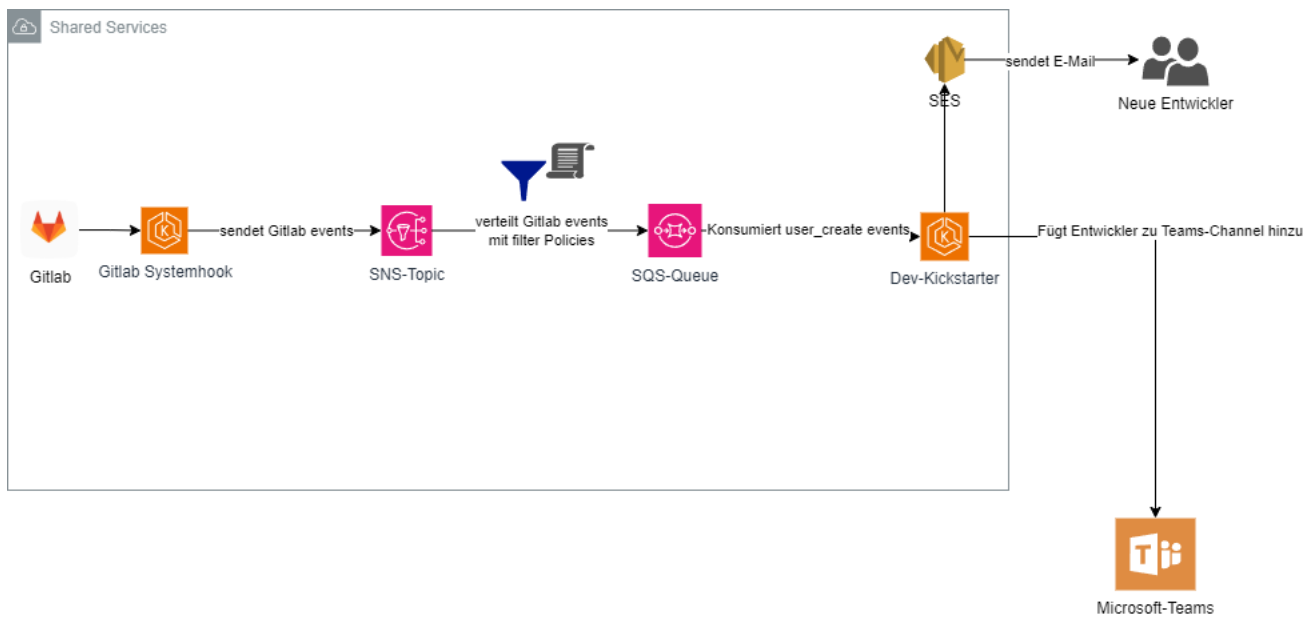 Shared Services
SES
sendet E-Mail
Neue Entwickler
Gitlab
Gitlab Systemhook
sendet Gitlab events
SNS-Topic
verteilt Gitlab events
mit filter Policies
SQS-Queue
Konsumiert user_create events
Dev-Kickstarter
Fügt Entwickler zu Teams-Channel hinzu
Microsoft-Teams